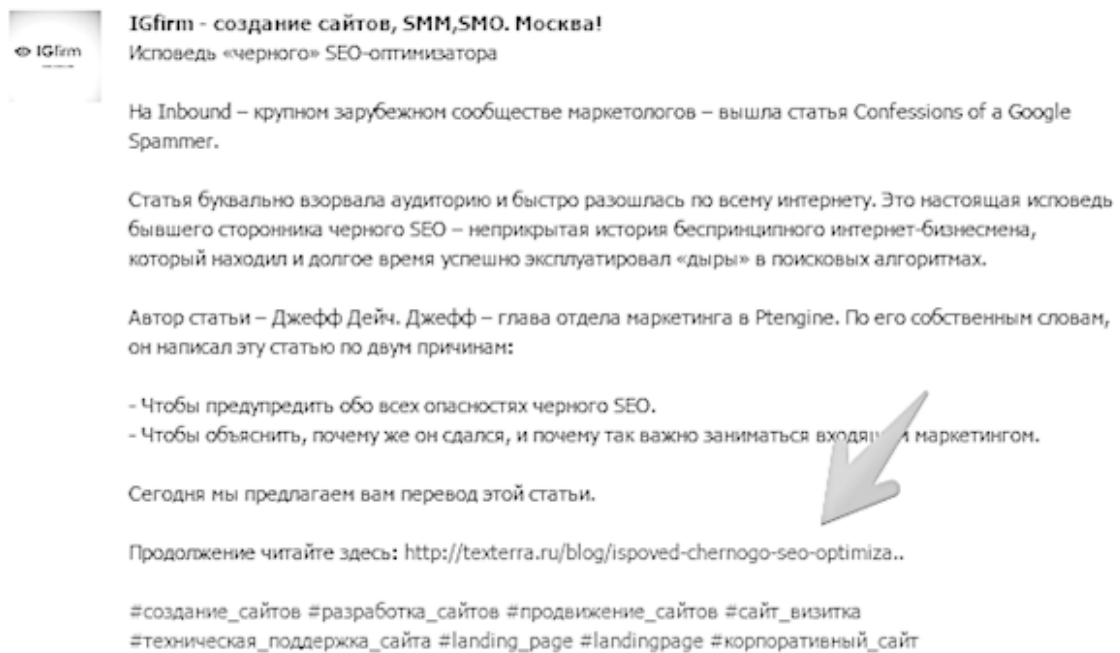 IGfirm - создание сайтов, SMM,SMO. Москва!
IGfirm
Исповедь «черного» SEO-оптимизатора
На Inbound – крупном зарубежном сообществе маркетологов – вышла статья Confessions of a Google
Spammer.
Статья буквально взорвала аудиторию и быстро разошлась по всему интернету. Это настоящая исповедь
бывшего сторонника черного SEO – неприкрытая история беспринципного интернет-бизнесмена,
который находил и долгое время успешно эксплуатировал «дыры» в поисковых алгоритмах.
Автор статьи – Джефф Дейч. Джефф – глава отдела маркетинга в Ptengine. По его собственным словам,
он написал эту статью по двум причинам:
- Чтобы предупредить обо всех опасностях черного SEO.
- Чтобы объяснить, почему же он сдался, и почему так важно заниматься входящим маркетингом.
Сегодня мы предлагаем вам перевод этой статьи.
Продолжение читайте здесь: http://texterra.ru/blog/ispoved-chernogo-seo-optimiza..
#создание_сайтов #разработка_сайтов #продвижение_сайтов #сайт_визитка
#техническая_поддержка_сайта #landing_page #landingpage #корпоративный_сайт